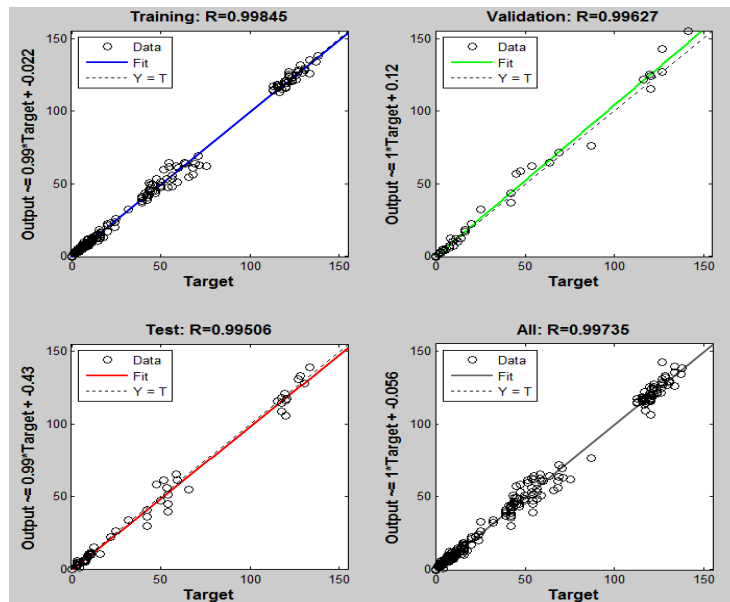 Training: R=0.99845
Output ~= 0.99*Target + -0.022
Data
Fit
Y = T
150
100
50
0
0 50 100 150
Target
Validation: R=0.99627
Output ~= 1*Target + 0.12
Data
Fit
Y = T
150
100
50
0
0 50 100 150
Target
Test: R=0.99506
Output ~= 0.99*Target + -0.43
Data
Fit
Y = T
150
100
50
0
0 50 100 150
Target
All: R=0.99735
Output ~= 1*Target + -0.056
Data
Fit
Y = T
150
100
50
0
0 50 100 150
Target